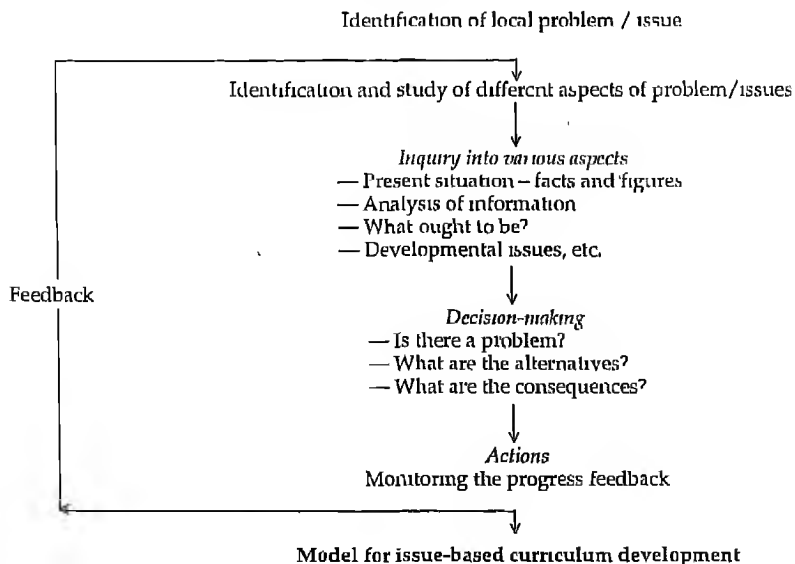 Identification of local problem / issue
Identification and study of different aspects of problem/issues
Inquiry into various aspects
— Present situation – facts and figures
— Analysis of information
— What ought to be?
— Developmental issues, etc.
Feedback
Decision-making
— Is there a problem?
— What are the alternatives?
— What are the consequences?
Actions
Monitoring the progress feedback
Model for issue-based curriculum development